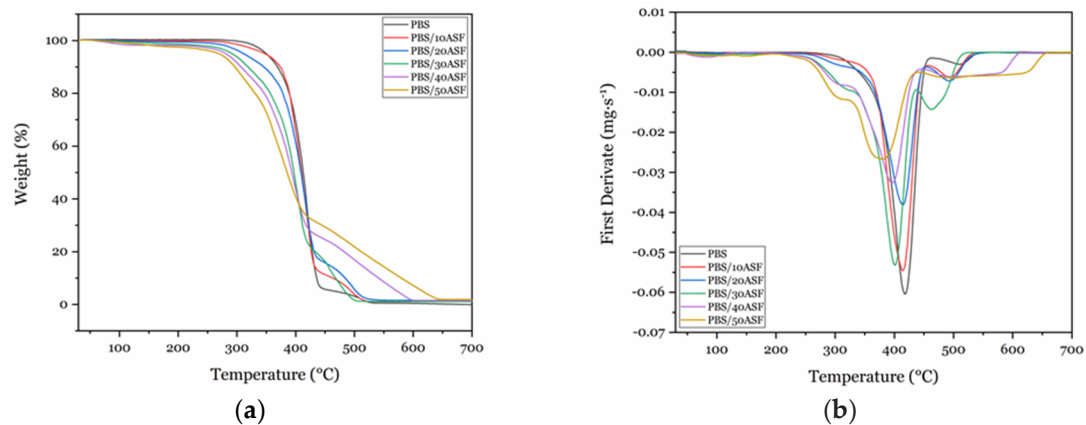 100
80
60
40
20
0
Weight (%)
100
200
300
400
500
600
700
Temperature (°C)
PBS
PBS/10ASF
PBS/20ASF
PBS/30ASF
PBS/40ASF
PBS/50ASF
(a)
0.01
0.00
-0.01
-0.02
-0.03
-0.04
-0.05
-0.06
-0.07
First Derivate (mg·s⁻¹)
100
200
300
400
500
600
700
Temperature (°C)
PBS
PBS/10ASF
PBS/20ASF
PBS/30ASF
PBS/40ASF
PBS/50ASF
(b)